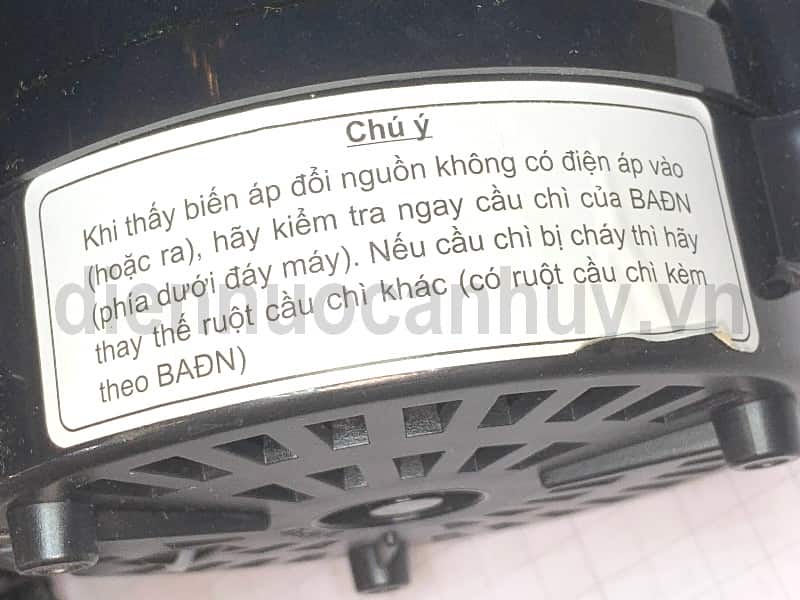 Chú ý
Khi thấy biến áp đổi nguồn không có điện áp vào
(hoặc ra), hãy kiểm tra ngay cầu chì của BAĐN
(phía dưới đáy máy). Nếu cầu chì bị cháy thì hãy
thay thế ruột cầu chì khác (có ruột cầu chì kèm
theo BAĐN)
diennuocanhuy.vn